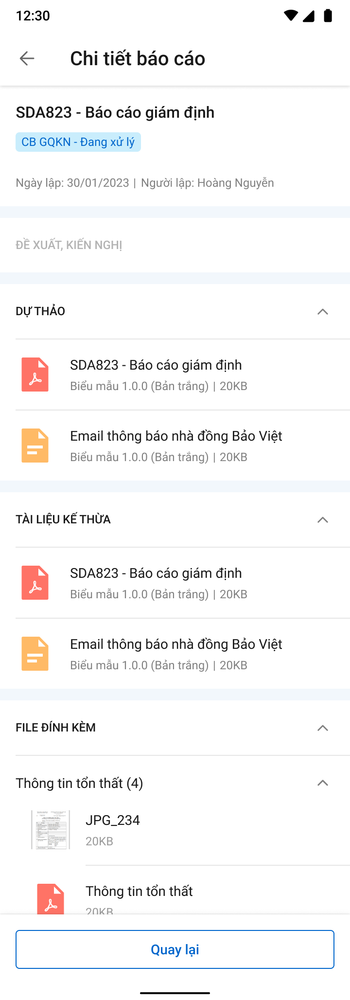 12:30
Chi tiết báo cáo
SDA823 - Báo cáo giám định
CB GQKN - Đang xử lý
Ngày lập: 30/01/2023 | Người lập: Hoàng Nguyễn
ĐỀ XUẤT, KIẾN NGHỊ
DỰ THẢO
SDA823 - Báo cáo giám định
Biểu mẫu 1.0.0 (Bản trắng) | 20KB
Email thông báo nhà đồng Bảo Việt
Biểu mẫu 1.0.0 (Bản trắng) | 20KB
TÀI LIỆU KẾ THỪA
SDA823 - Báo cáo giám định
Biểu mẫu 1.0.0 (Bản trắng) | 20KB
Email thông báo nhà đồng Bảo Việt
Biểu mẫu 1.0.0 (Bản trắng) | 20KB
FILE ĐÍNH KÈM
Thông tin tổn thất (4)
JPG_234
20KB
Thông tin tổn thất
20KB
Quay lại